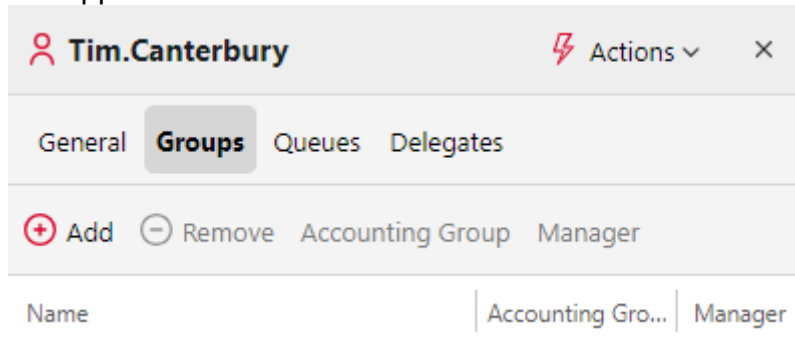 Tim.Canterbury Actions
General Groups Queues Delegates
Add Remove Accounting Group Manager
Name Accounting Gro... Manager